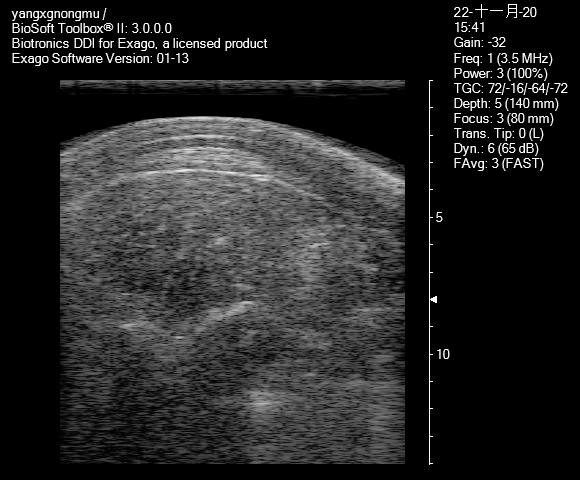 yangxgnongmu /
BioSoft Toolbox® II: 3.0.0.0
Biotronics DDI for Exago, a licensed product
Exago Software Version: 01-13
22-十一月-20
15:41
Gain: -32
Freq: 1 (3.5 MHz)
Power: 3 (100%)
TGC: 72/-16/-64/-72
Depth: 5 (140 mm)
Focus: 3 (80 mm)
Trans. Tip: 0 (L)
Dyn.: 6 (65 dB)
FAvg: 3 (FAST)
5
10